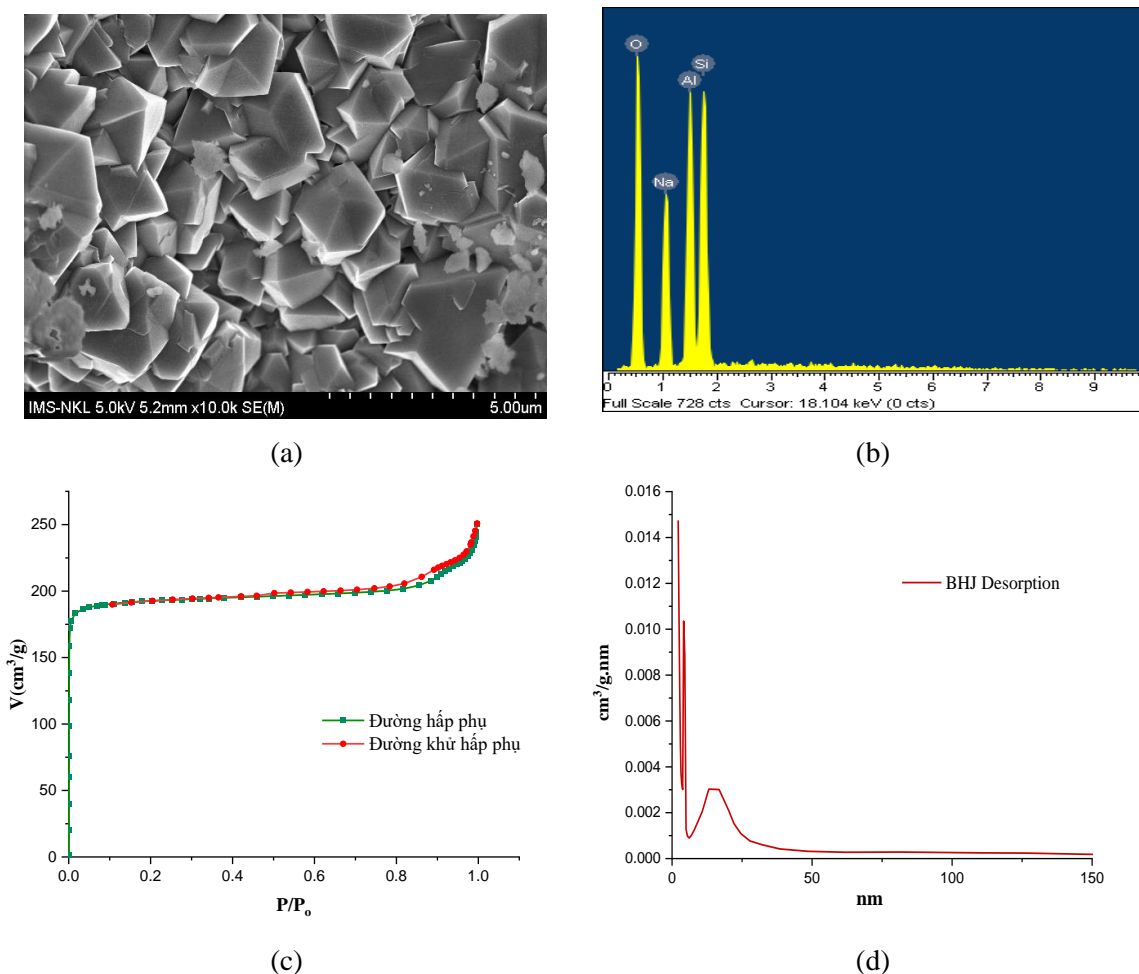 IMS-NKL 5.0kV 5.2mm x10.0k SE(M) 5.00um
(a)
O
Si
Al
Na
0 1 2 3 4 5 6 7 8 9
Full Scale 728 cts Cursor: 18.104 keV (0 cts)
(b)
V(cm³/g)
250
200
150
100
50
0
Đường hấp phụ
Đường khử hấp phụ
0.0 0.2 0.4 0.6 0.8 1.0
P/Pₒ
(c)
cm³/g.nm
0.016
0.014
0.012
0.010
0.008
0.006
0.004
0.002
0.000
BHJ Desorption
0 50 100 150
nm
(d)